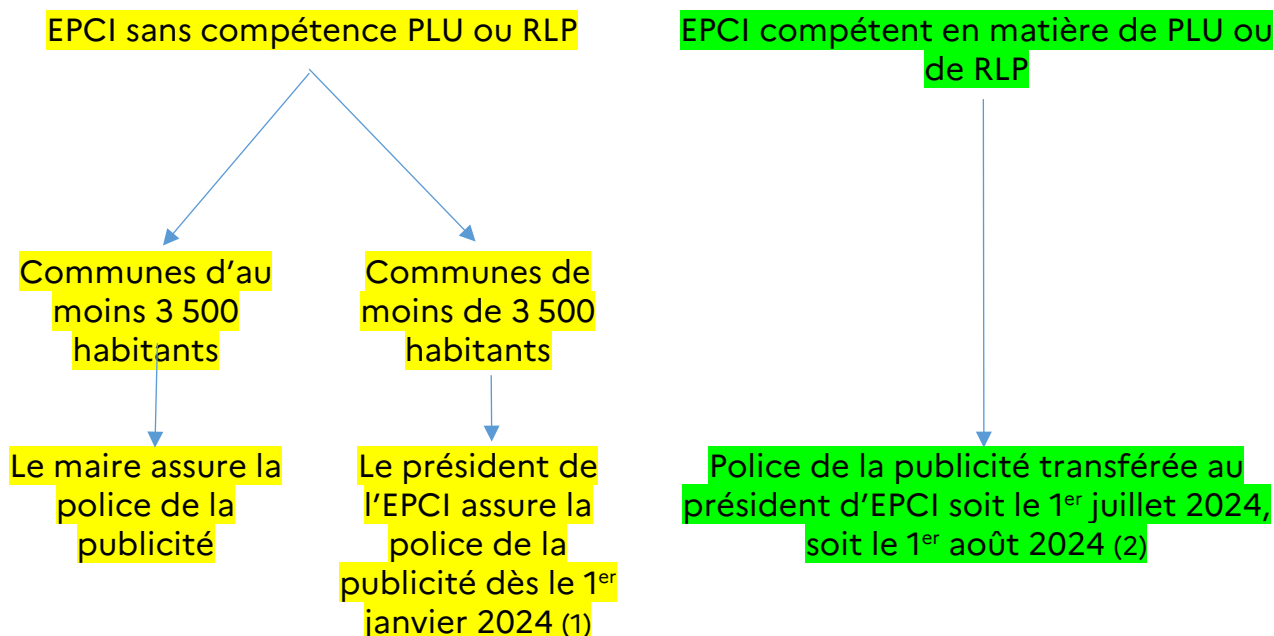 EPCI sans compétence PLU ou RLP
EPCI compétent en matière de PLU ou
de RLP
Communes d’au
moins 3 500
habitants
Communes de
moins de 3 500
habitants
Le maire assure la
police de la
publicité
Le président de
l’EPCI assure la
police de la
publicité dès le 1er
janvier 2024 (1)
Police de la publicité transférée au
président d’EPCI soit le 1er juillet 2024,
soit le 1er août 2024 (2)